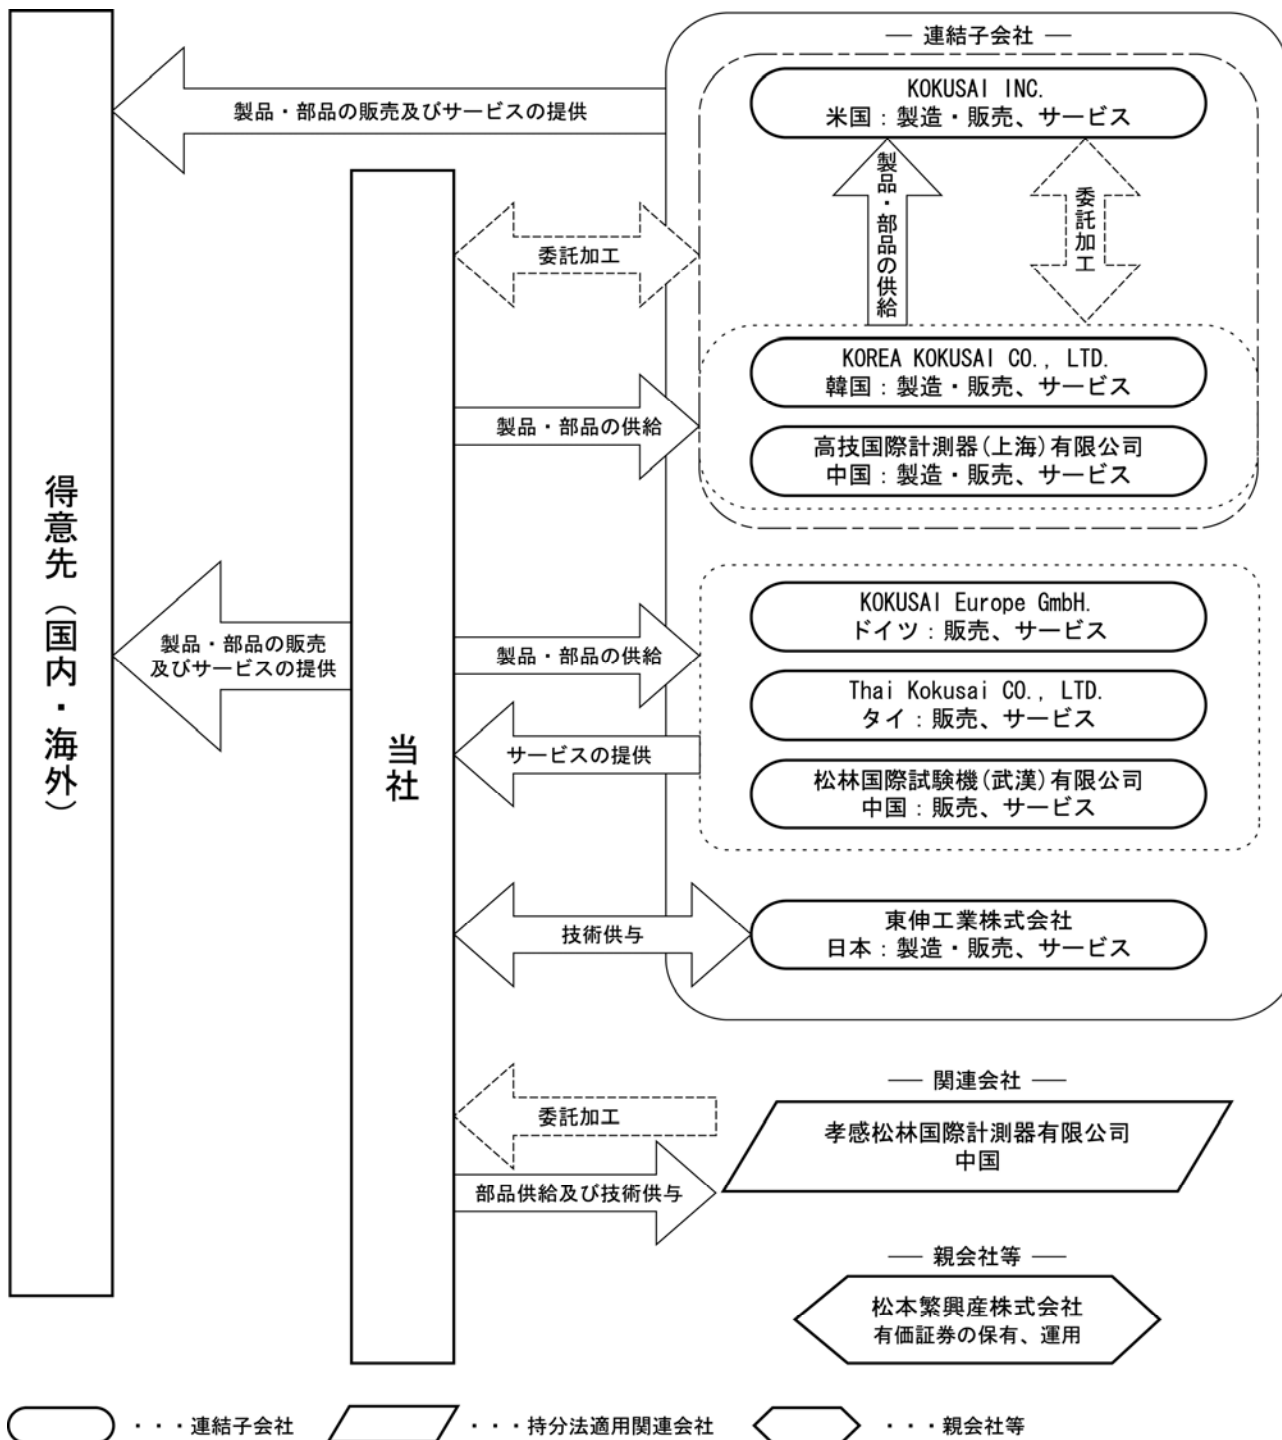 ― 連結子会社 ―
KOKUSAI INC.
米国：製造・販売、サービス
製品・部品の販売及びサービスの提供
製品・部品の供給
委託加工
委託加工
KOREA KOKUSAI CO., LTD.
韓国：製造・販売、サービス
製品・部品の供給
高技国際計測器(上海)有限公司
中国：製造・販売、サービス
得意先（国内・海外）
当社
KOKUSAI Europe GmbH.
ドイツ：販売、サービス
製品・部品の販売
及びサービスの提供
製品・部品の供給
Thai Kokusai CO., LTD.
タイ：販売、サービス
サービスの提供
松林国際試験機(武漢)有限公司
中国：販売、サービス
技術供与
東伸工業株式会社
日本：製造・販売、サービス
― 関連会社 ―
委託加工
孝感松林国際計測器有限公司
中国
部品供給及び技術供与
― 親会社等 ―
松本繁興産株式会社
有価証券の保有、運用
・・・連結子会社
・・・持分法適用関連会社
・・・親会社等